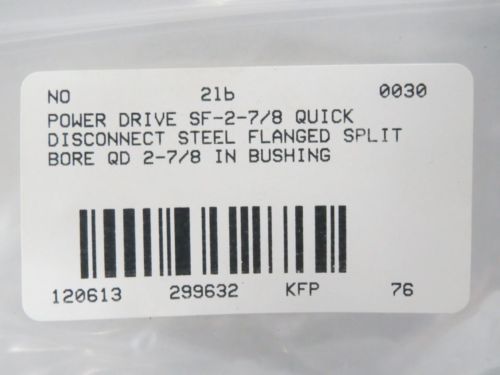 NO 21b 0030
POWER DRIVE SF-2-7/8 QUICK
DISCONNECT STEEL FLANGED SPLIT
BORE QD 2-7/8 IN BUSHING
120613 299632 KFP 76